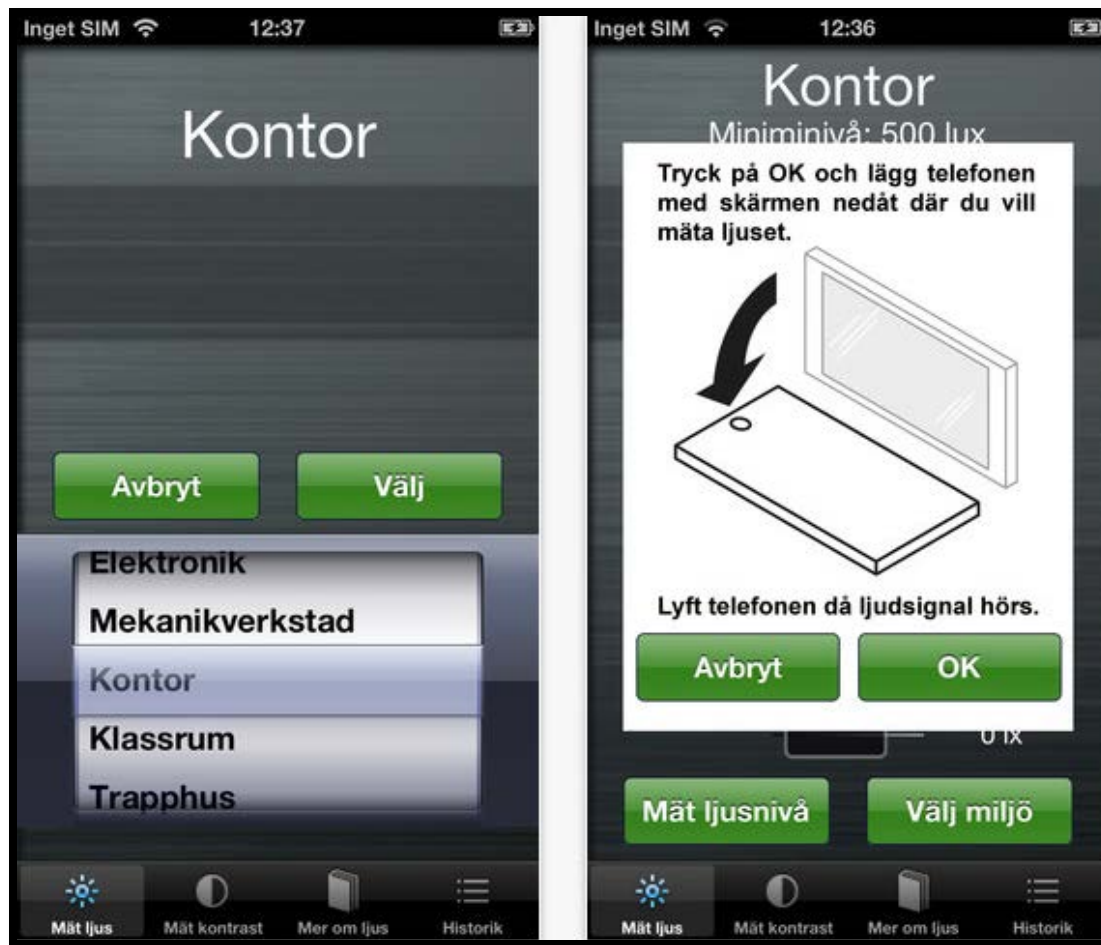 Inget SIM 12:37
Kontor
Avbryt Välj
Elektronik
Mekanikverkstad
Kontor
Klassrum
Trapphus
Mät ljus Mät kontrast Mer om ljus Historik
Inget SIM 12:36
Kontor
Miniminivå: 500 lux
Tryck på OK och lägg telefonen
med skärmen nedåt där du vill
mäta ljuset.
Lyft telefonen då ljudsignal hörs.
Avbryt OK
0 lx
Mät ljusnivå Välj miljö
Mät ljus Mät kontrast Mer om ljus Historik